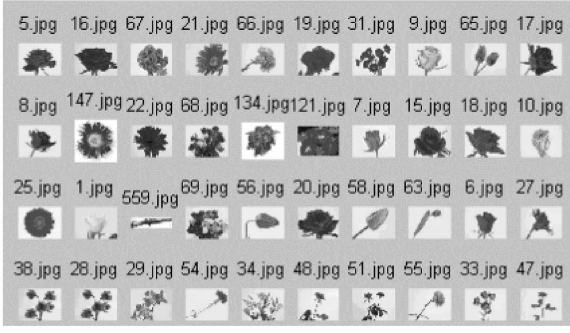 5.jpg 16.jpg 67.jpg 21.jpg 66.jpg 19.jpg 31.jpg 9.jpg 65.jpg 17.jpg
8.jpg 147.jpg 22.jpg 68.jpg 134.jpg 121.jpg 7.jpg 15.jpg 18.jpg 10.jpg
25.jpg 1.jpg 559.jpg 69.jpg 56.jpg 20.jpg 58.jpg 63.jpg 6.jpg 27.jpg
38.jpg 28.jpg 29.jpg 54.jpg 34.jpg 48.jpg 51.jpg 55.jpg 33.jpg 47.jpg